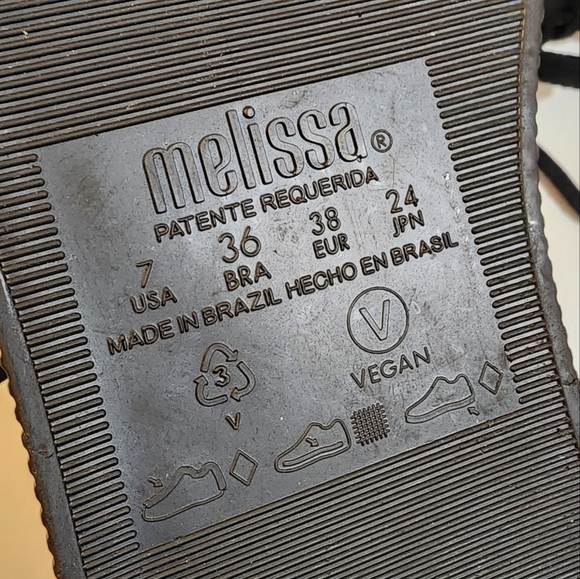 melissa®
PATENTE REQUERIDA
7 36 38 24
USA BRA EUR JPN
MADE IN BRAZIL HECHO EN BRASIL
3 V
V VEGAN